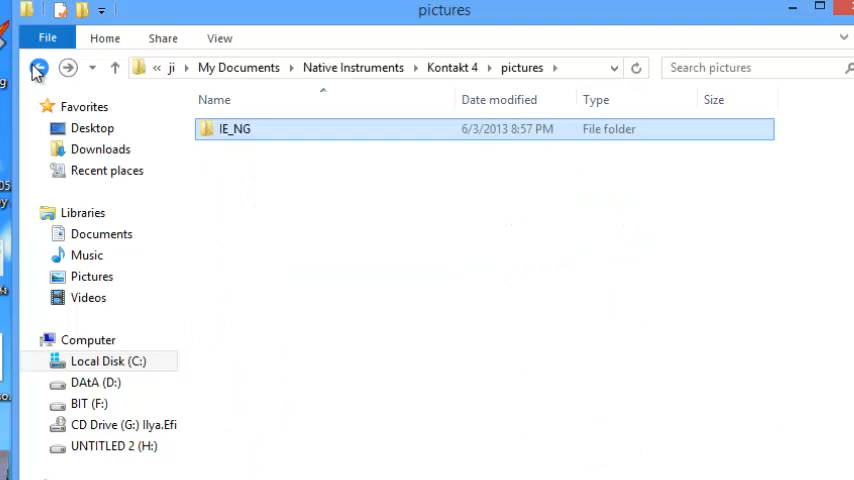 pictures
File Home Share View
« ji My Documents Native Instruments Kontakt 4 pictures Search pictures
Name Date modified Type Size
IE_NG 6/3/2013 8:57 PM File folder
Favorites
Desktop
Downloads
Recent places
Libraries
Documents
Music
Pictures
Videos
Computer
Local Disk (C:)
DAtA (D:)
BIT (F:)
CD Drive (G:) Ilya.Efi
UNTITLED 2 (H:)